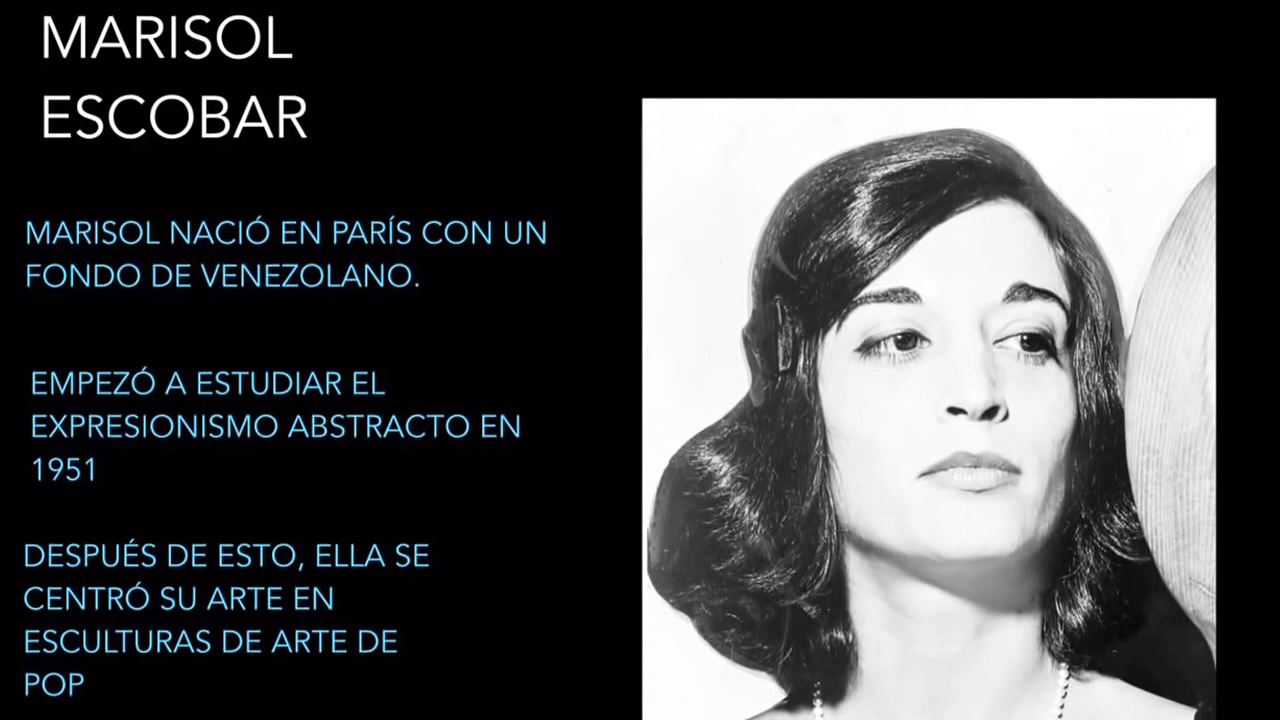 MARISOL
ESCOBAR
MARISOL NACIÓ EN PARÍS CON UN
FONDO DE VENEZOLANO.
EMPEZÓ A ESTUDIAR EL
EXPRESIONISMO ABSTRACTO EN
1951
DESPUÉS DE ESTO, ELLA SE
CENTRÓ SU ARTE EN
ESCULTURAS DE ARTE DE
POP